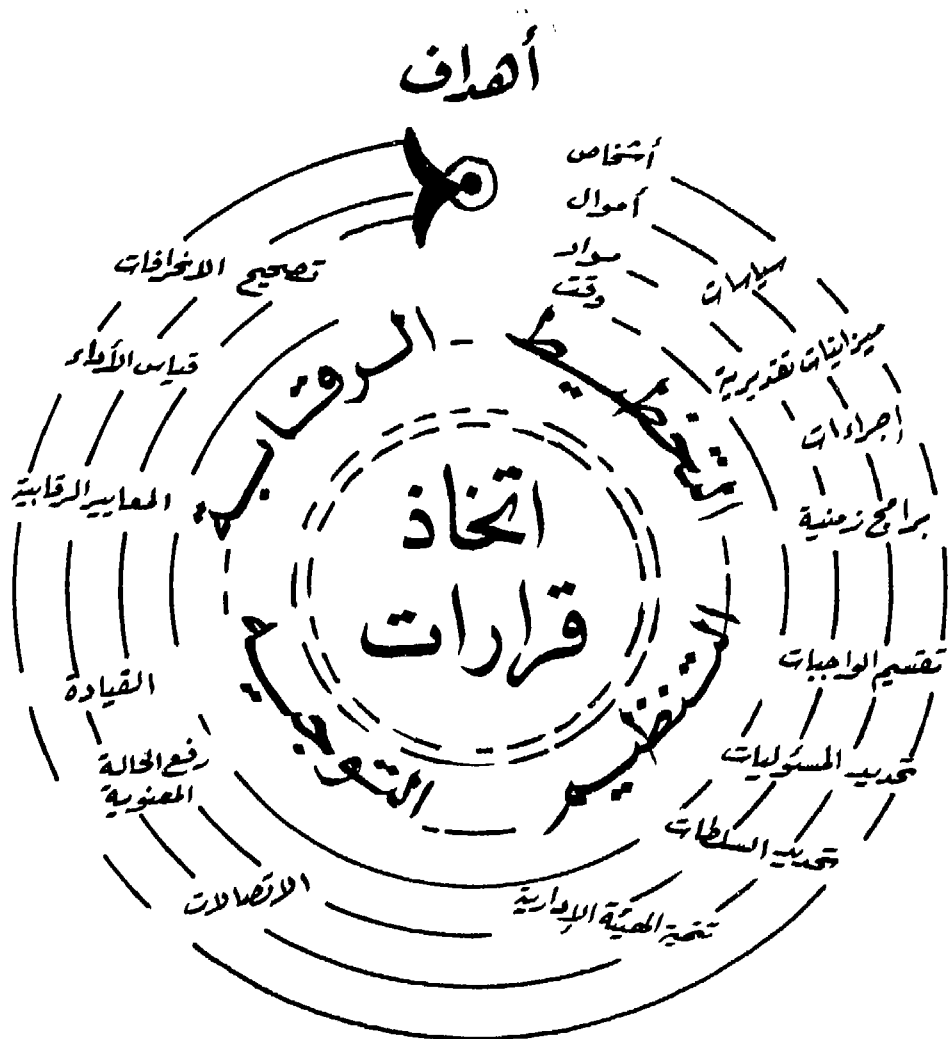 أهداف
أشخاص
أموال
مواد
وقت
سياسات
ميزانيات تقديرية
إجراءات
برامج زمنية
تقسيم الواجبات
تحديد المسئوليات
تحديد السلطات
تنمية الهيئة الإدارية
الاتصالات
رفع الحالة
المعنوية
القيادة
المعايير الرقابية
قياس الأداء
تصحيح الانحرافات
التخطيط
التنظيم
التوجيه
الرقابة
اتخاذ
قرارات